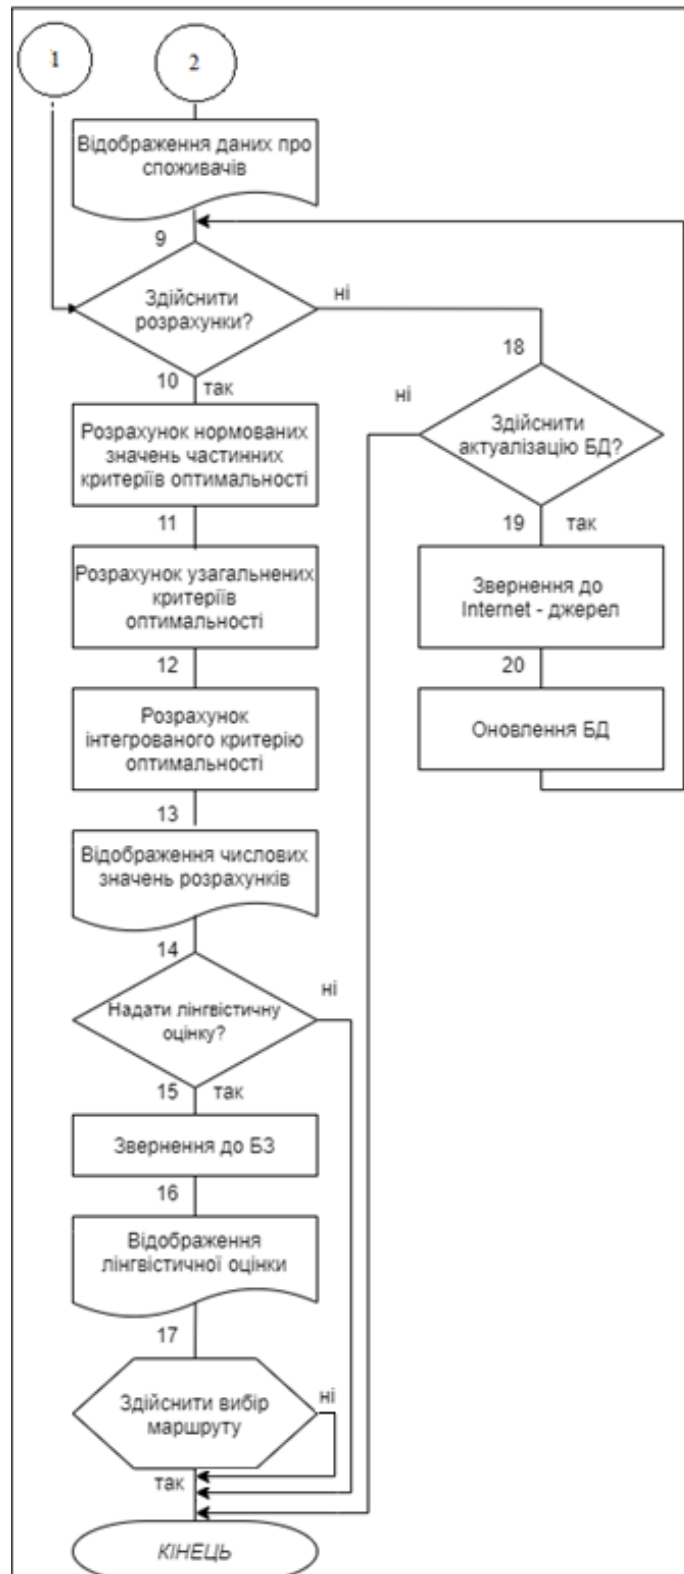 1
2
Відображення даних про
споживачів
9
Здійснити
розрахунки?
ні
10
так
18
Здійснити
актуалізацію БД?
ні
Розрахунок нормованих
значень частинних
критеріїв оптимальності
11
19
так
Розрахунок узагальнених
критеріїв
оптимальності
Звернення до
Internet - джерел
12
20
Розрахунок
інтегрованого критерію
оптимальності
Оновлення БД
13
Відображення числових
значень розрахунків
14
Надати лінгвістичну
оцінку?
ні
15
так
Звернення до БЗ
16
Відображення
лінгвістичної оцінки
17
Здійснити вибір
маршруту
ні
так
КІНЕЦЬ